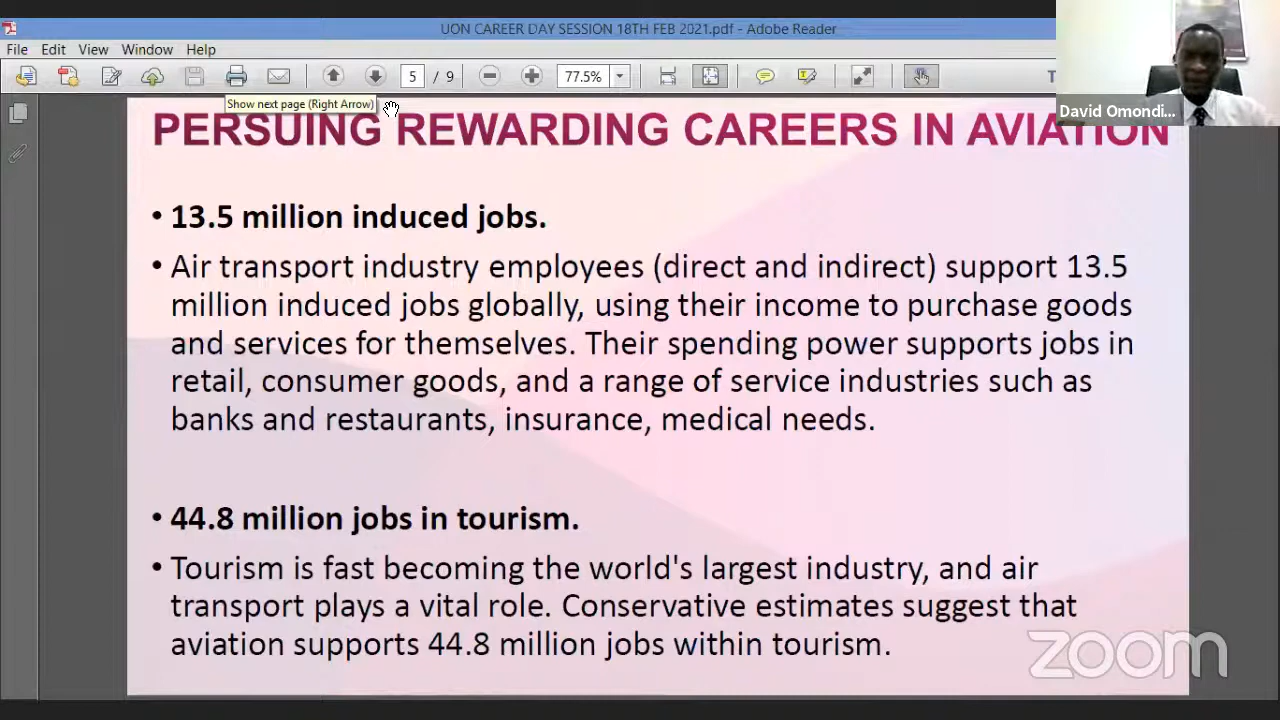 UON CAREER DAY SESSION 18TH FEB 2021.pdf - Adobe Reader
File Edit View Window Help
5 / 9 77.5% T
Show next page (Right Arrow)
David Omondi...
PERSUING REWARDING CAREERS IN AVIATION
• 13.5 million induced jobs.
• Air transport industry employees (direct and indirect) support 13.5
million induced jobs globally, using their income to purchase goods
and services for themselves. Their spending power supports jobs in
retail, consumer goods, and a range of service industries such as
banks and restaurants, insurance, medical needs.
• 44.8 million jobs in tourism.
• Tourism is fast becoming the world's largest industry, and air
transport plays a vital role. Conservative estimates suggest that
aviation supports 44.8 million jobs within tourism.
zoom